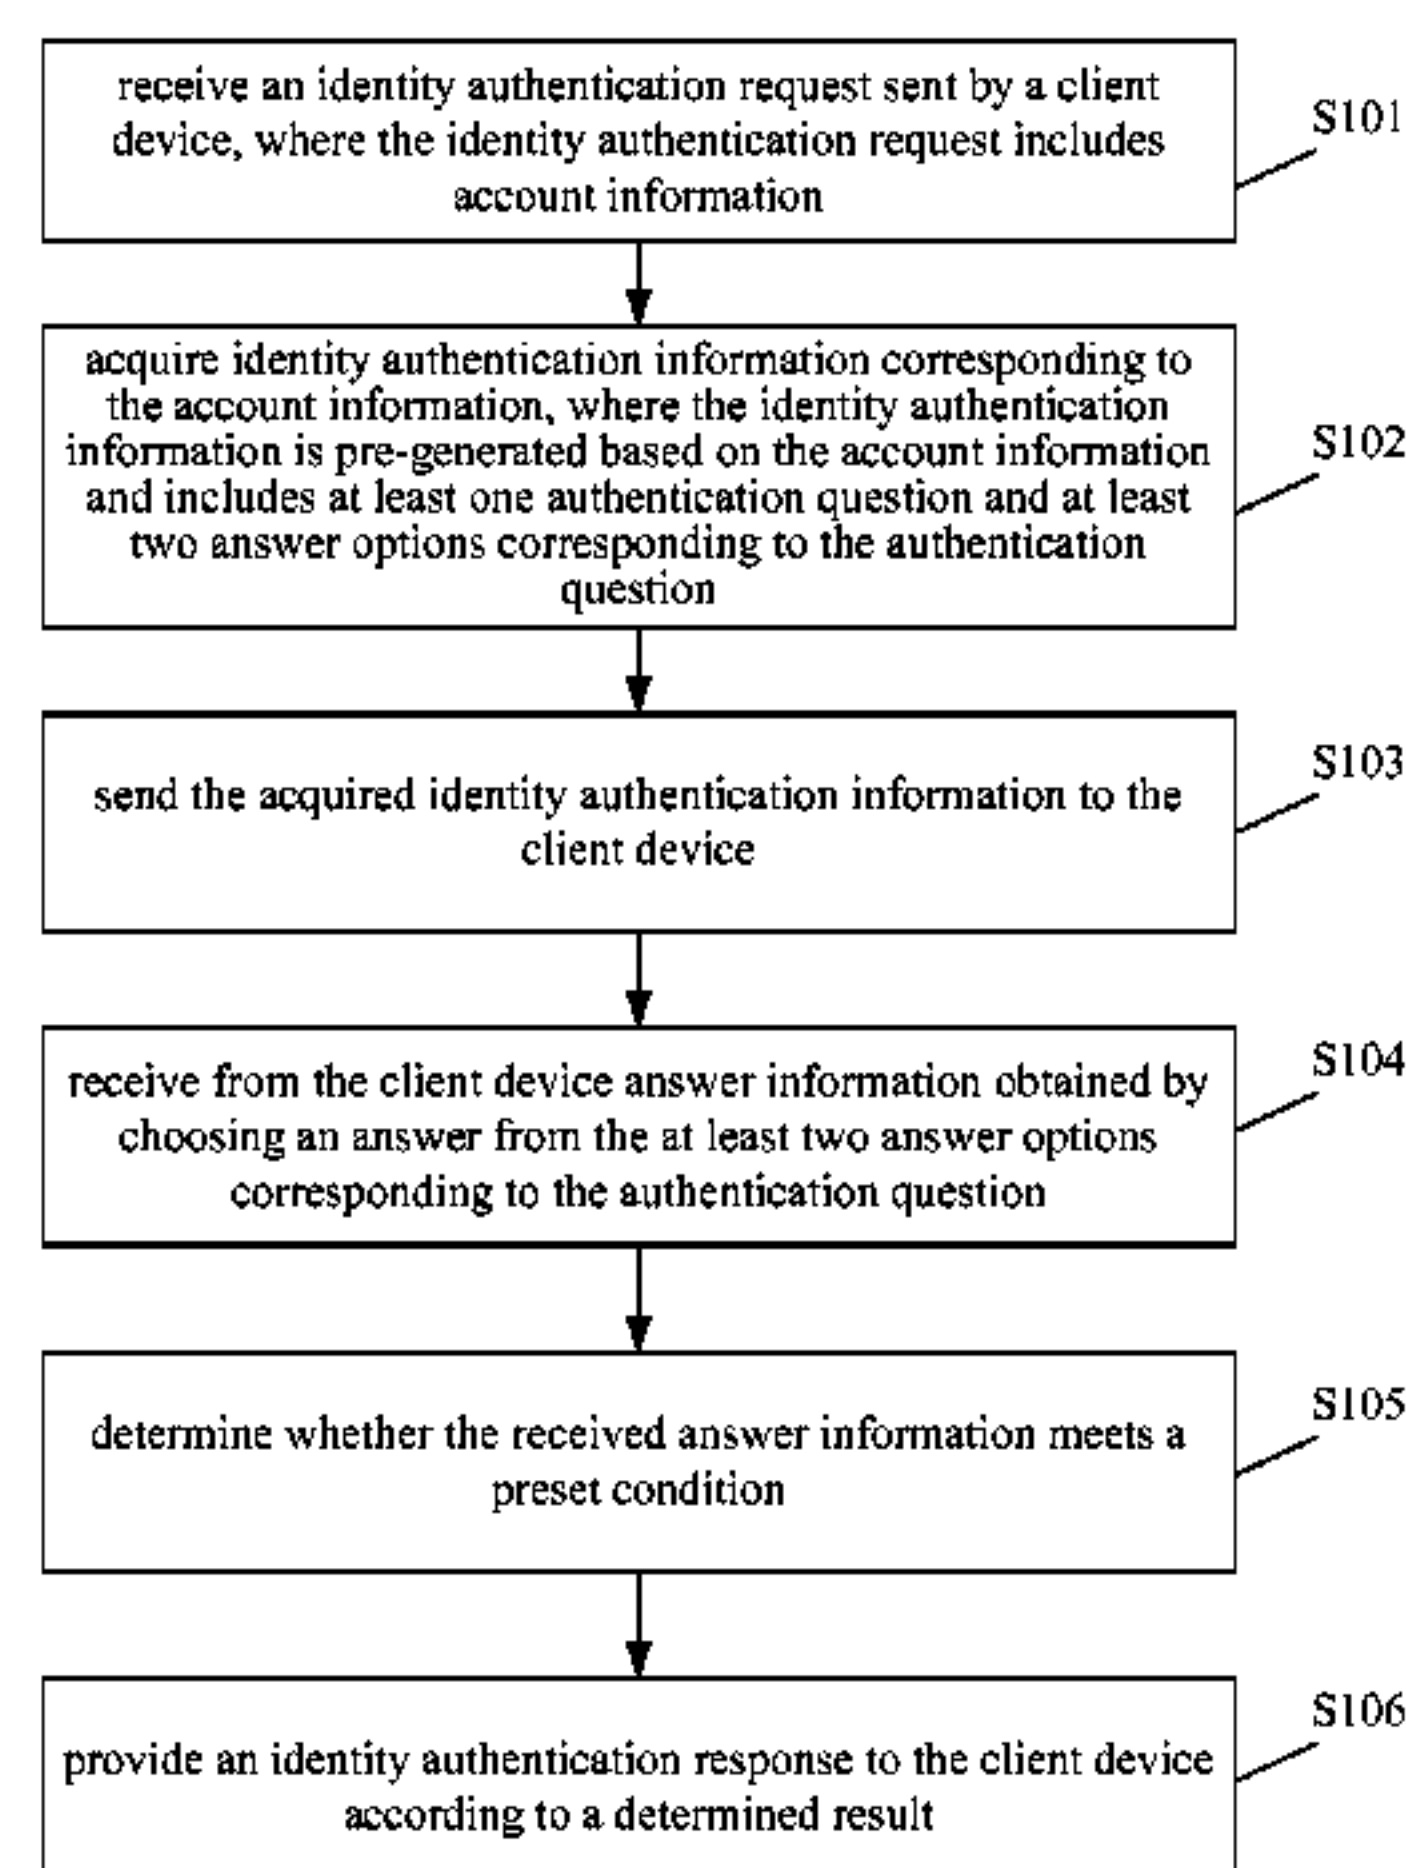 receive an identity authentication request sent by a client
device, where the identity authentication request includes
account information
S101
acquire identity authentication information corresponding to
the account information, where the identity authentication
information is pre-generated based on the account information
and includes at least one authentication question and at least
two answer options corresponding to the authentication
question
S102
send the acquired identity authentication information to the
client device
S103
receive from the client device answer information obtained by
choosing an answer from the at least two answer options
corresponding to the authentication question
S104
determine whether the received answer information meets a
preset condition
S105
provide an identity authentication response to the client device
according to a determined result
S106